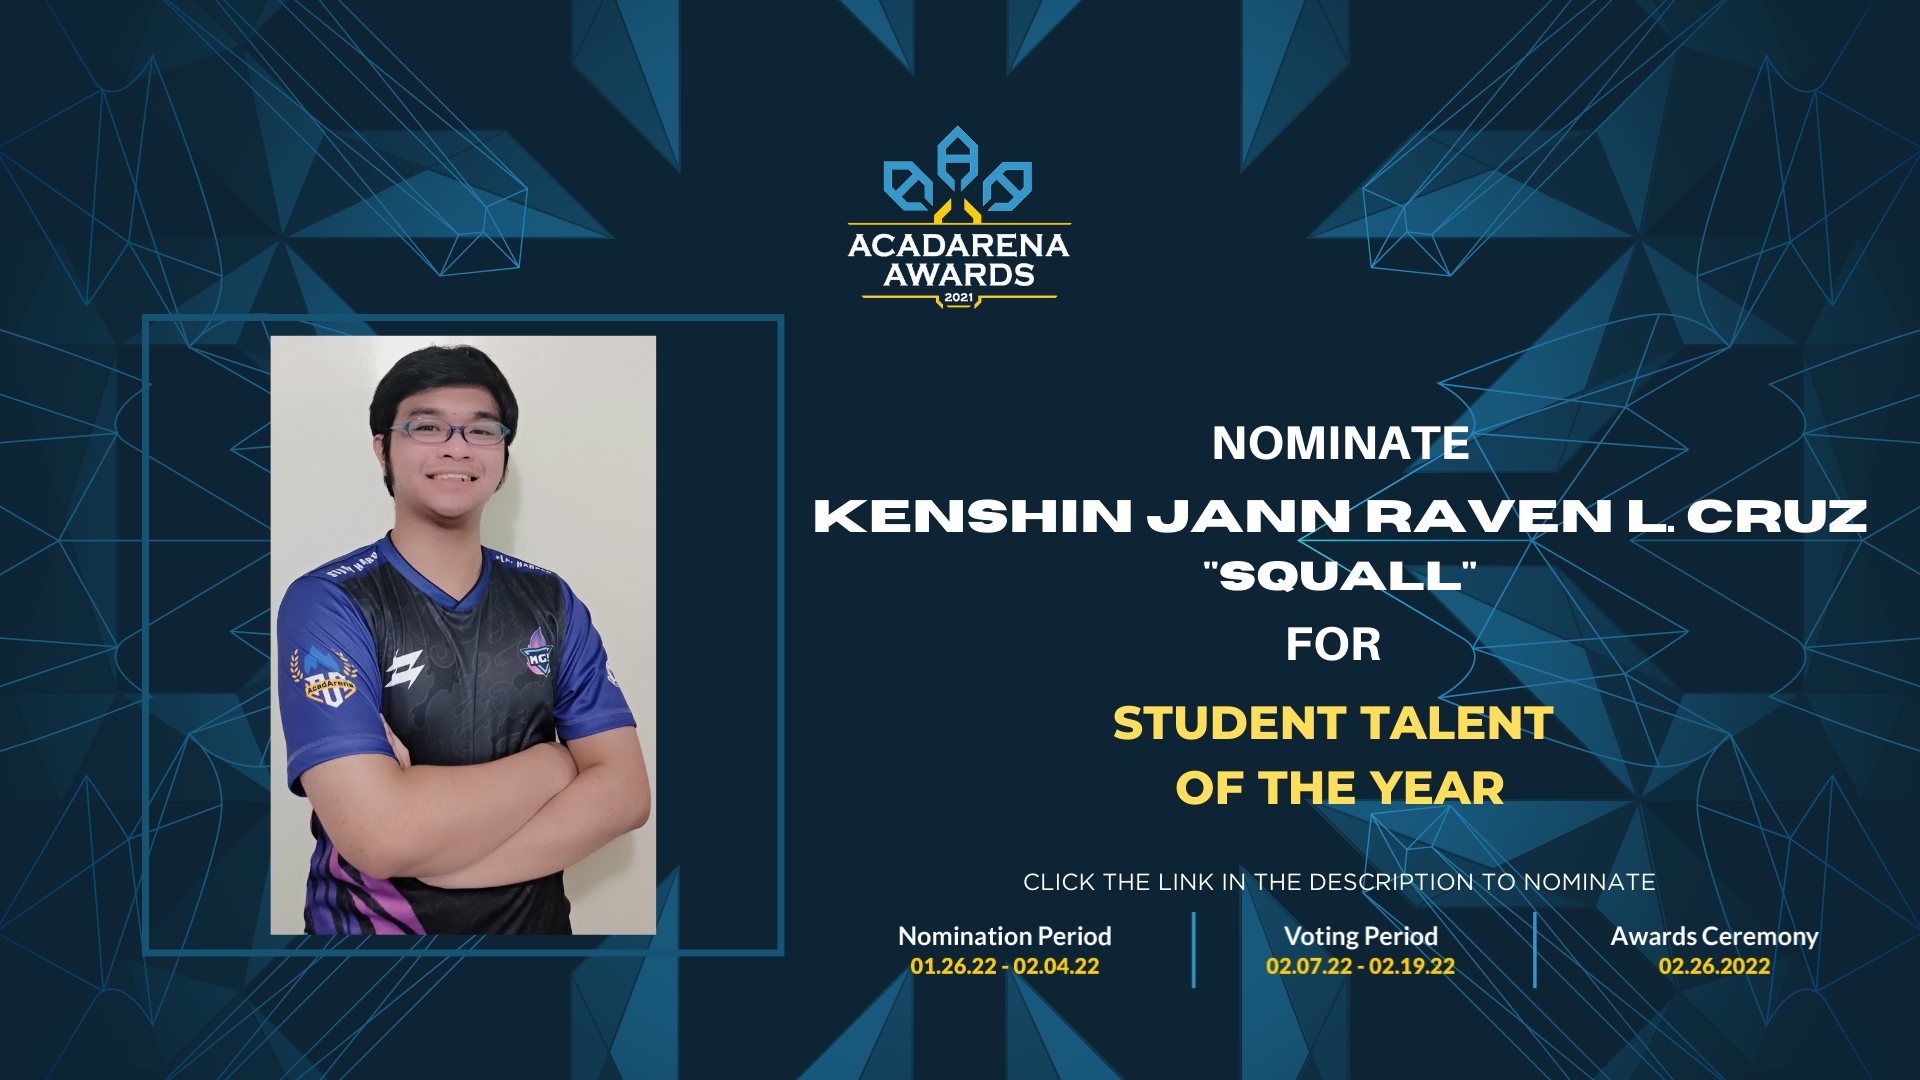 ACADARENA
AWARDS
2021
NOMINATE
KENSHIN JANN RAVEN L. CRUZ
"SQUALL"
FOR
STUDENT TALENT
OF THE YEAR
CLICK THE LINK IN THE DESCRIPTION TO NOMINATE
Nomination Period
01.26.22 - 02.04.22
Voting Period
02.07.22 - 02.19.22
Awards Ceremony
02.26.2022
AcadArena